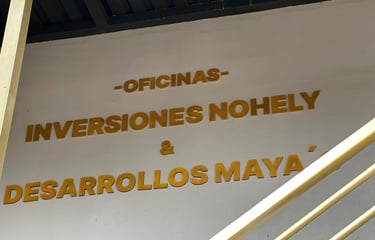 -OFICINAS-
INVERSIONES NOHELY
&
DESARROLLOS MAYA´